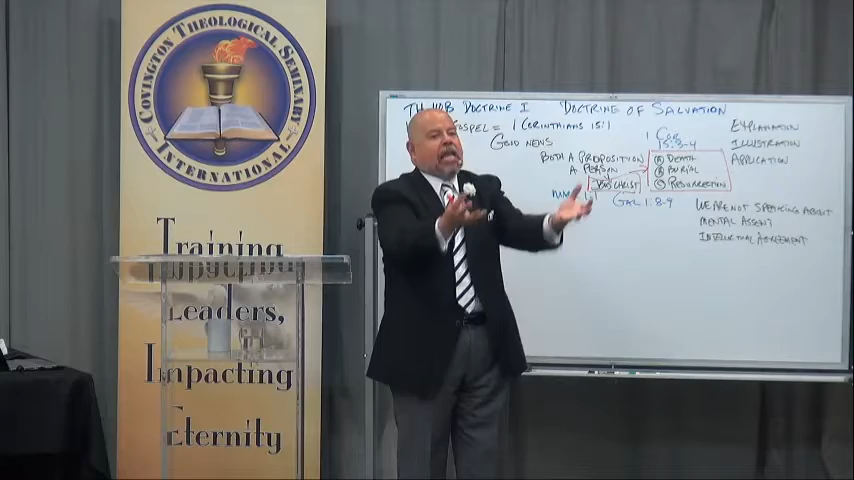 COVINGTON THEOLOGICAL SEMINARY
INTERNATIONAL
Training
Leaders,
Impacting
Eternity
DOCTRINE I DOCTRINE OF SALVATION
GOSPEL = 1 CORINTHIANS 15:1
GOOD NEWS
BOTH A PROPOSITION
A PERSON
JESUS CHRIST
1 COR
15:3-4
A DEATH
B BURIAL
C RESURRECTION
GAL 1:8-9
EXPLANATION
ILLUSTRATION
APPLICATION
WE ARE NOT SPEAKING ABOUT
MENTAL ASSENT
INTELLECTUAL AGREEMENT